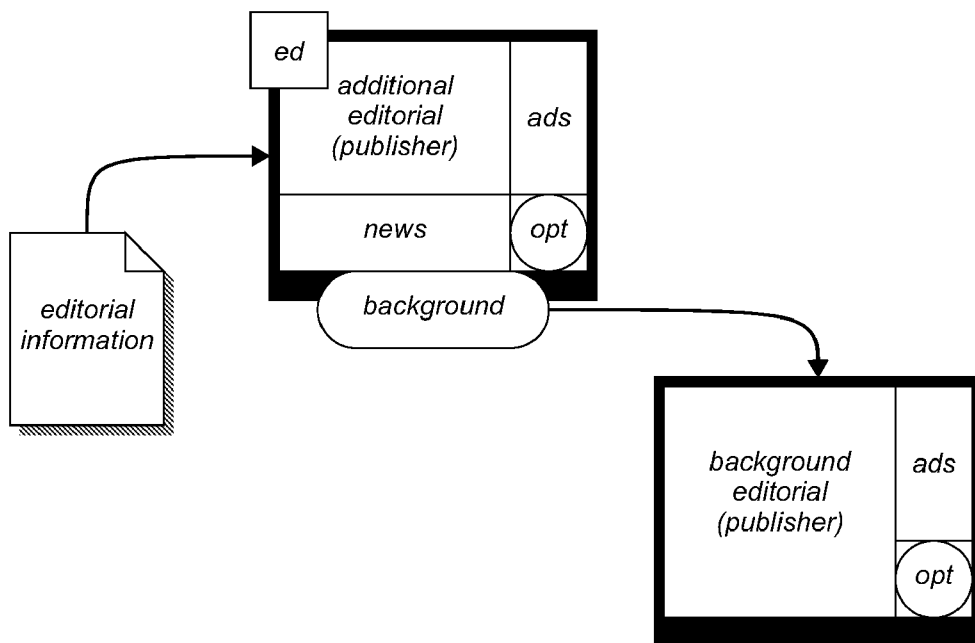 ed
additional
editorial
(publisher)
ads
news
opt
background
editorial
information
background
editorial
(publisher)
ads
opt